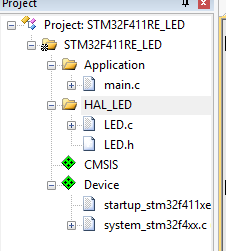 Project
Project: STM32F411RE_LED
STM32F411RE_LED
Application
main.c
HAL_LED
LED.c
LED.h
CMSIS
Device
startup_stm32f411xe
system_stm32f4xx.c